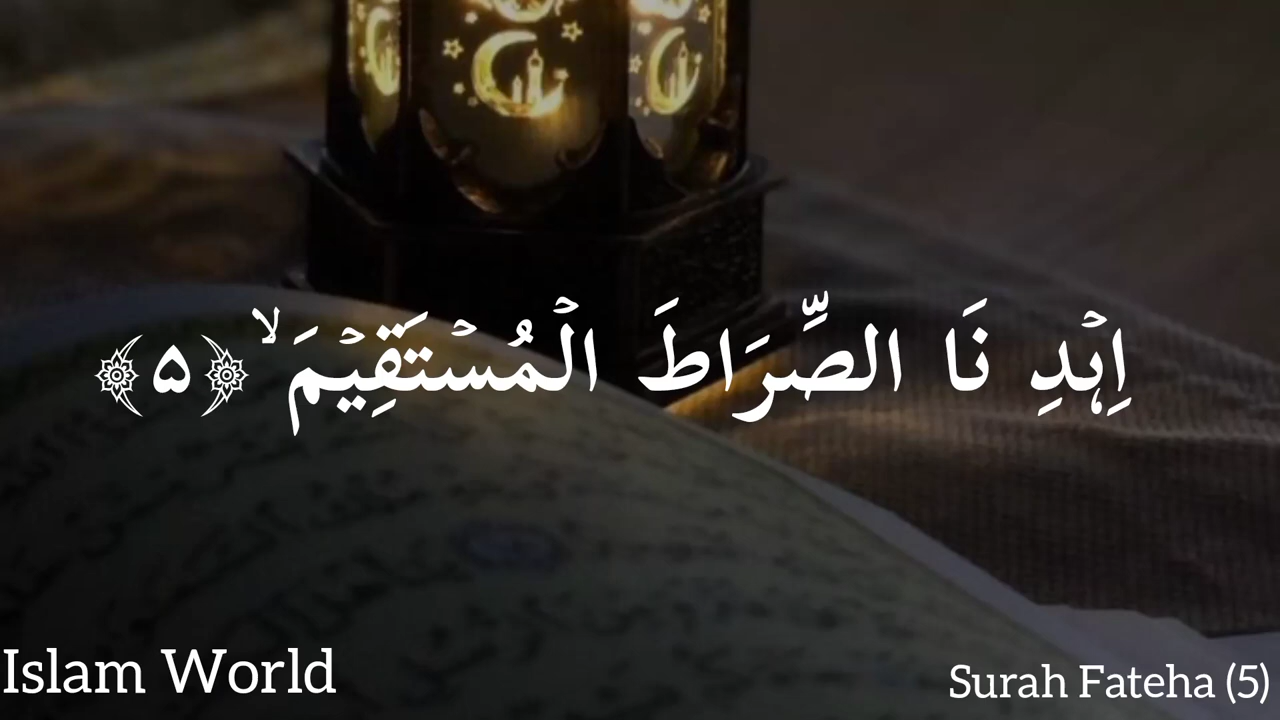 اِہۡدِ نَا الصِّرَاطَ الۡمُسۡتَقِیۡمَ ۙ﴿۵﴾
Islam World
Surah Fateha (5)